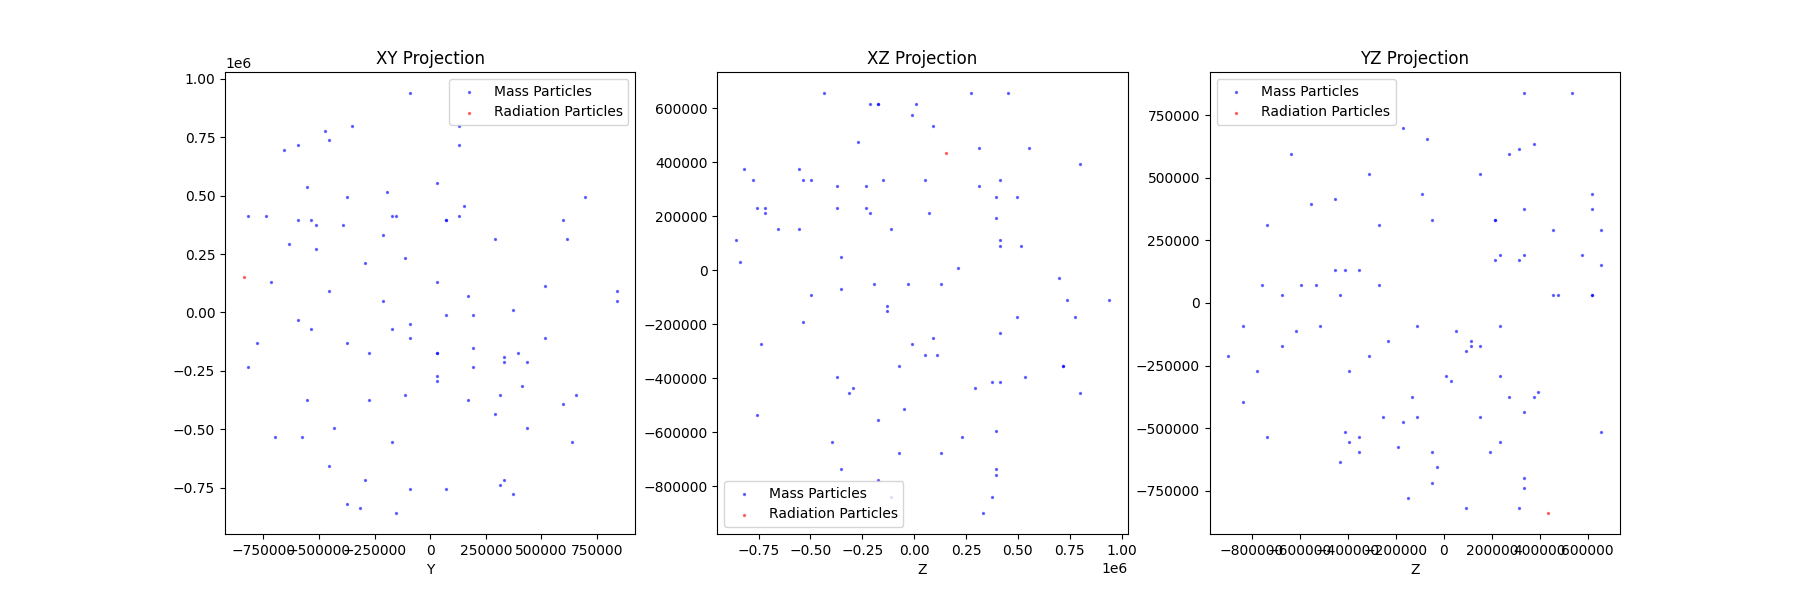 XY Projection
1e6
1.00
0.75
0.50
0.25
0.00
−0.25
−0.50
−0.75
Mass Particles
Radiation Particles
−750000 −500000 −250000 0 250000 500000 750000
Y
XZ Projection
600000
400000
200000
0
−200000
−400000
−600000
−800000
Mass Particles
Radiation Particles
−0.75 −0.50 −0.25 0.00 0.25 0.50 0.75 1.00
Z
1e6
YZ Projection
Mass Particles
Radiation Particles
750000
500000
250000
0
−250000
−500000
−750000
−800000 −600000 −400000 −200000 0 200000 400000 600000
Z